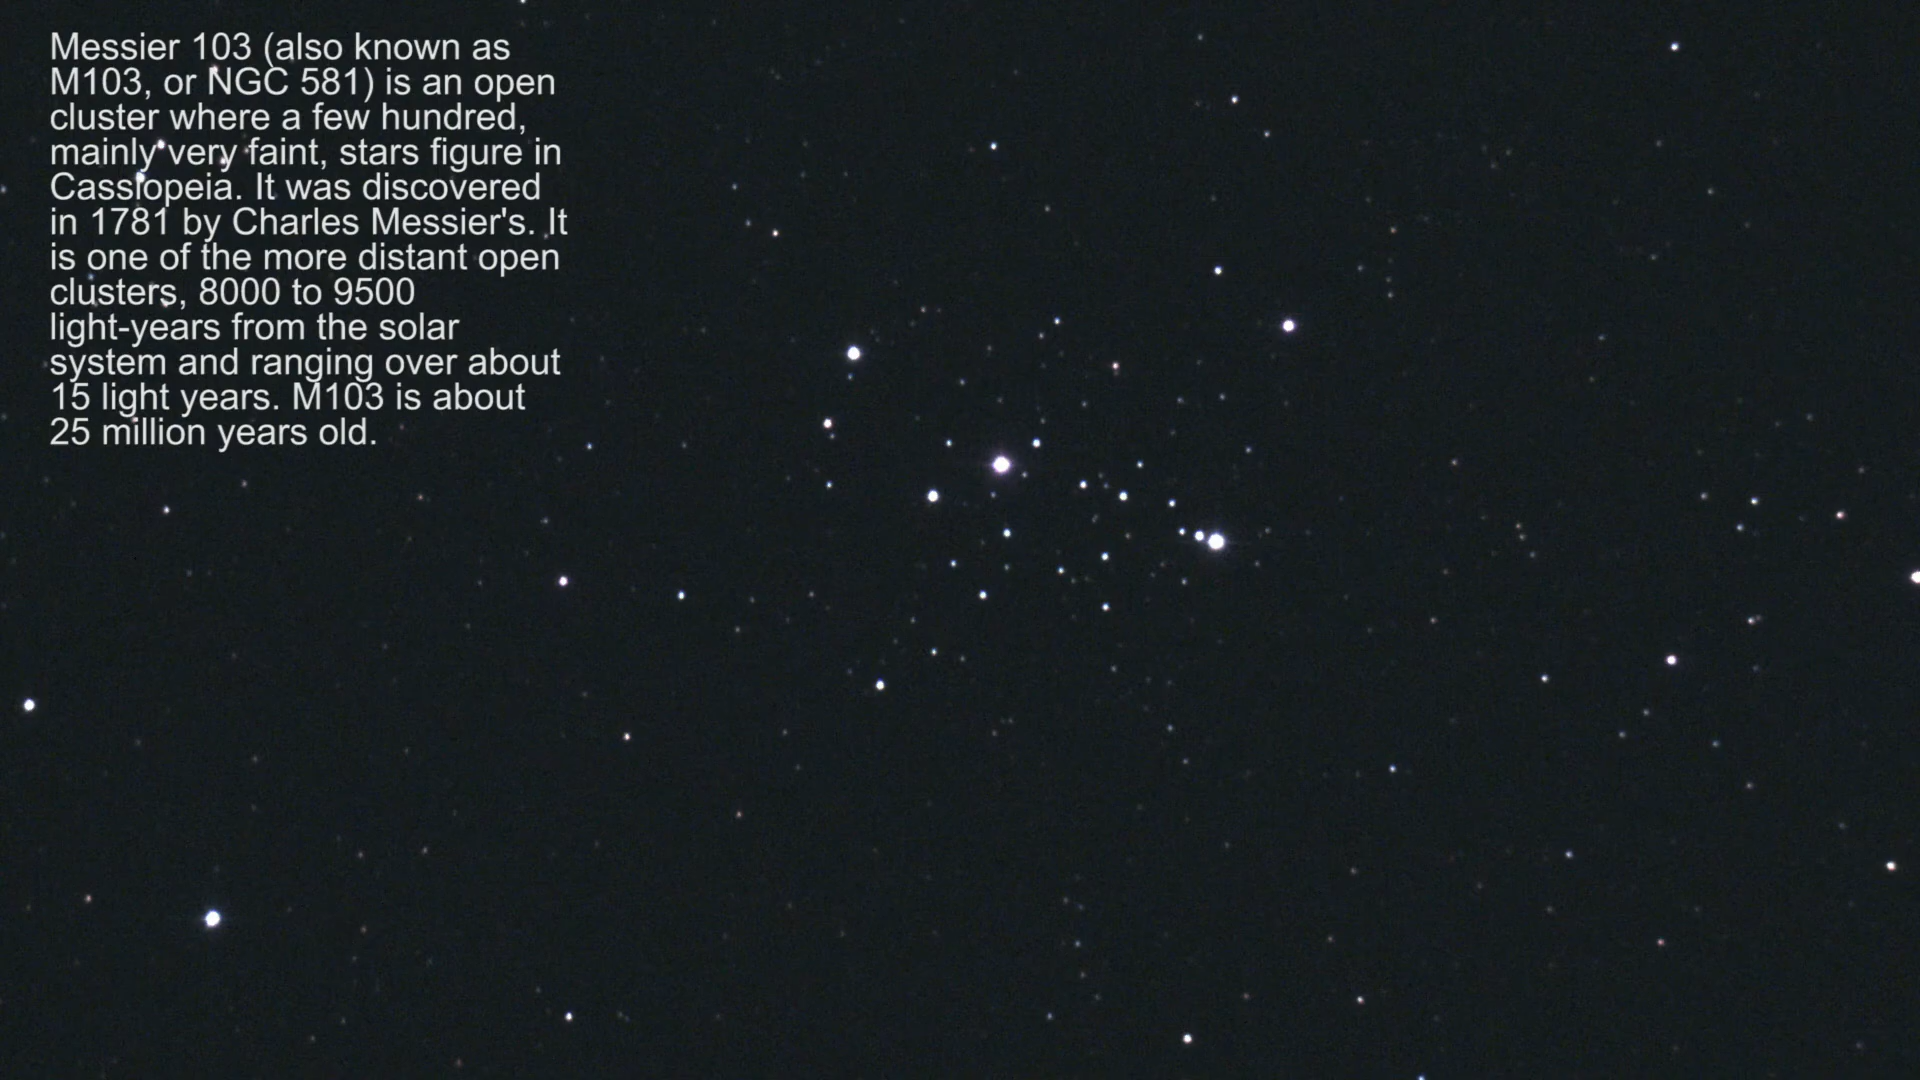 Messier 103 (also known as
M103, or NGC 581) is an open
cluster where a few hundred,
mainly very faint, stars figure in
Cassiopeia. It was discovered
in 1781 by Charles Messier's. It
is one of the more distant open
clusters, 8000 to 9500
light-years from the solar
system and ranging over about
15 light years. M103 is about
25 million years old.